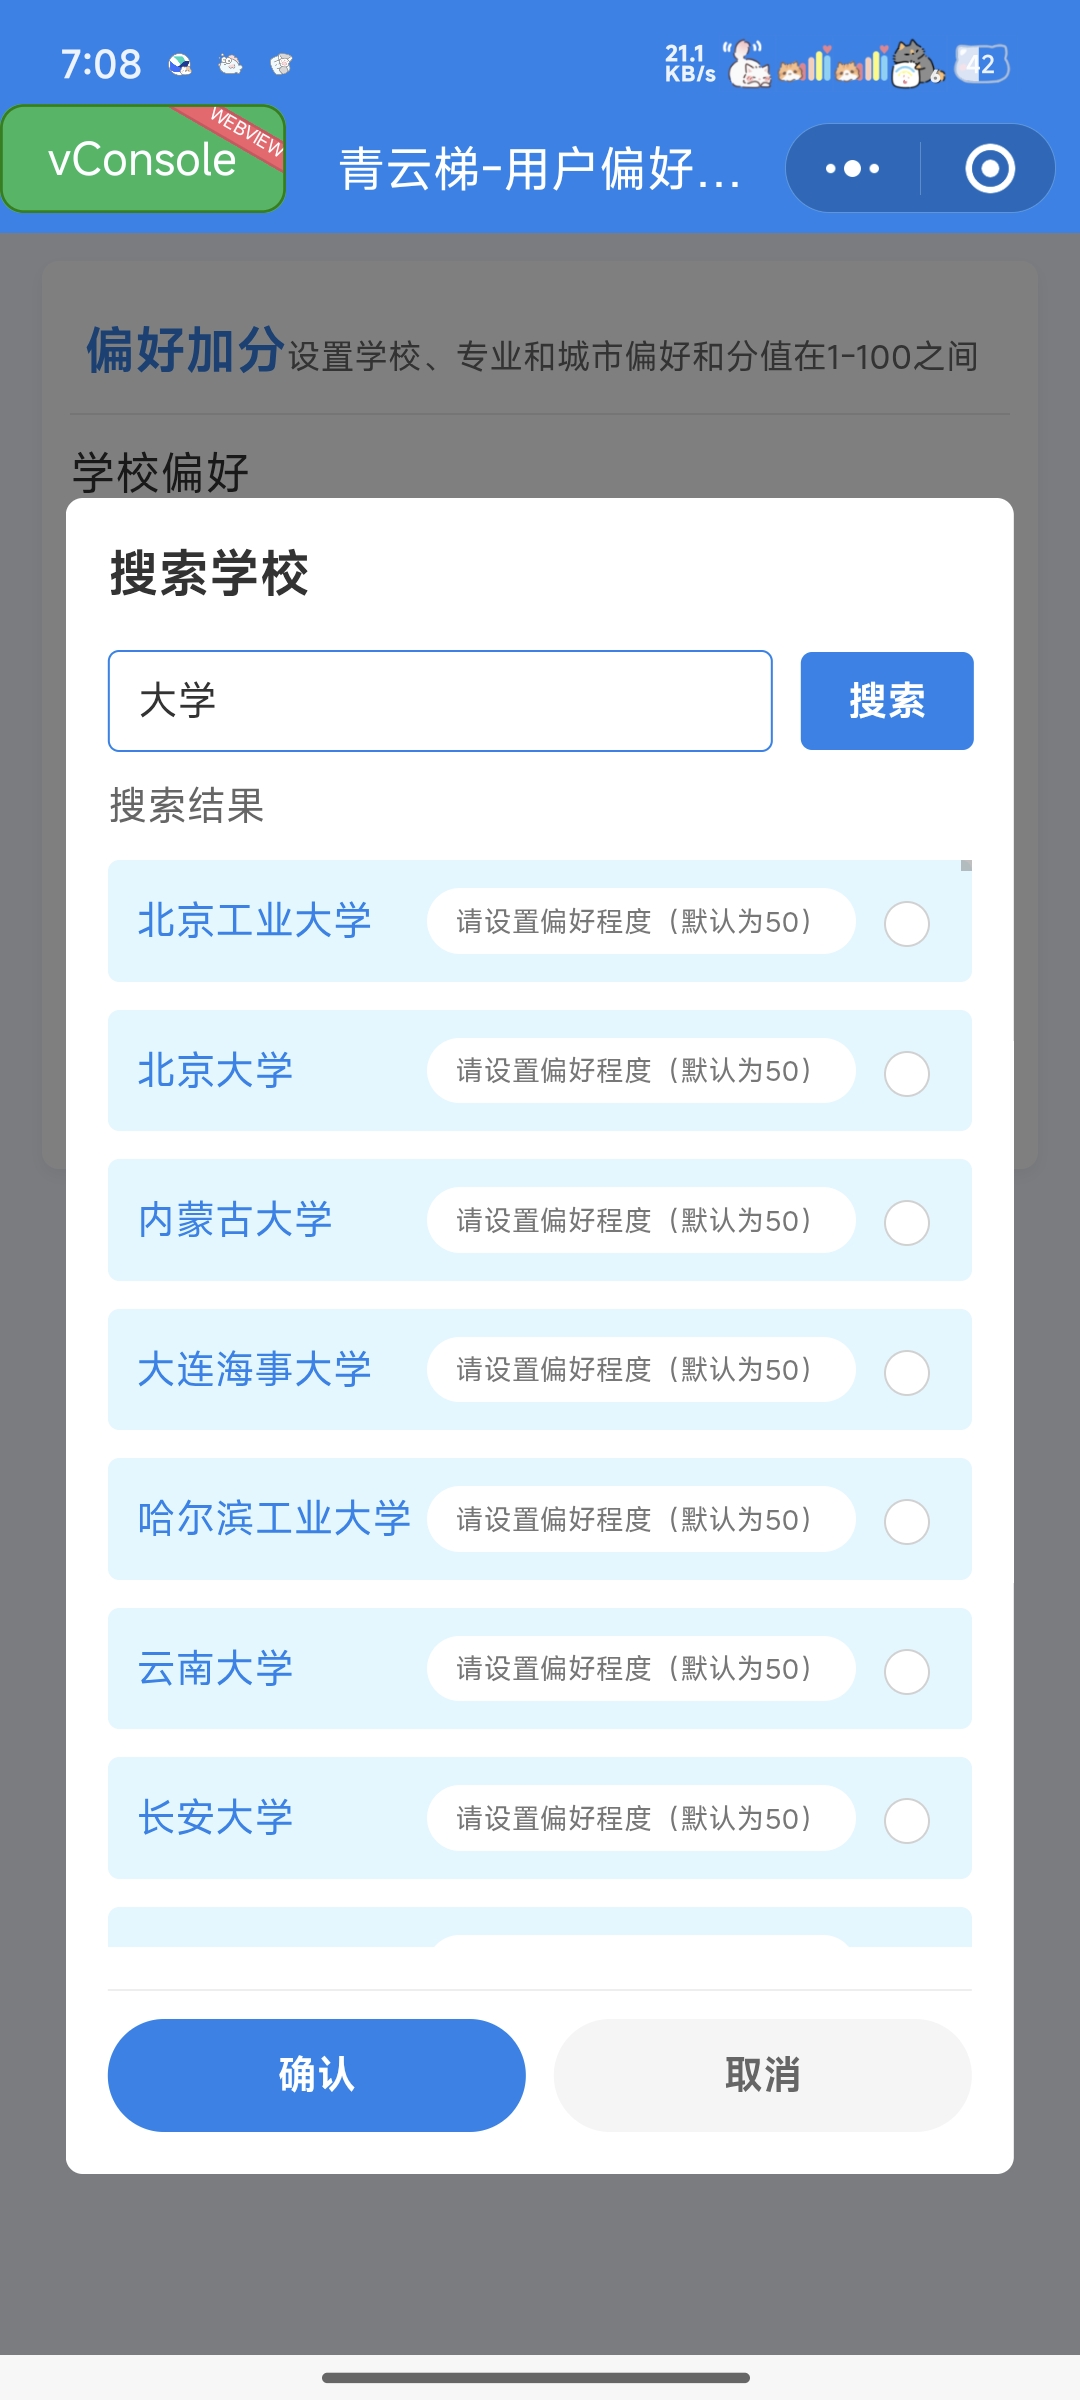 7:08
21.1
KB/s
42
vConsole
WEBVIEW
青云梯-用户偏好...
偏好加分设置学校、专业和城市偏好和分值在1-100之间
学校偏好
搜索学校
大学
搜索
搜索结果
北京工业大学 请设置偏好程度（默认为50）
北京大学 请设置偏好程度（默认为50）
内蒙古大学 请设置偏好程度（默认为50）
大连海事大学 请设置偏好程度（默认为50）
哈尔滨工业大学 请设置偏好程度（默认为50）
云南大学 请设置偏好程度（默认为50）
长安大学 请设置偏好程度（默认为50）
确认
取消